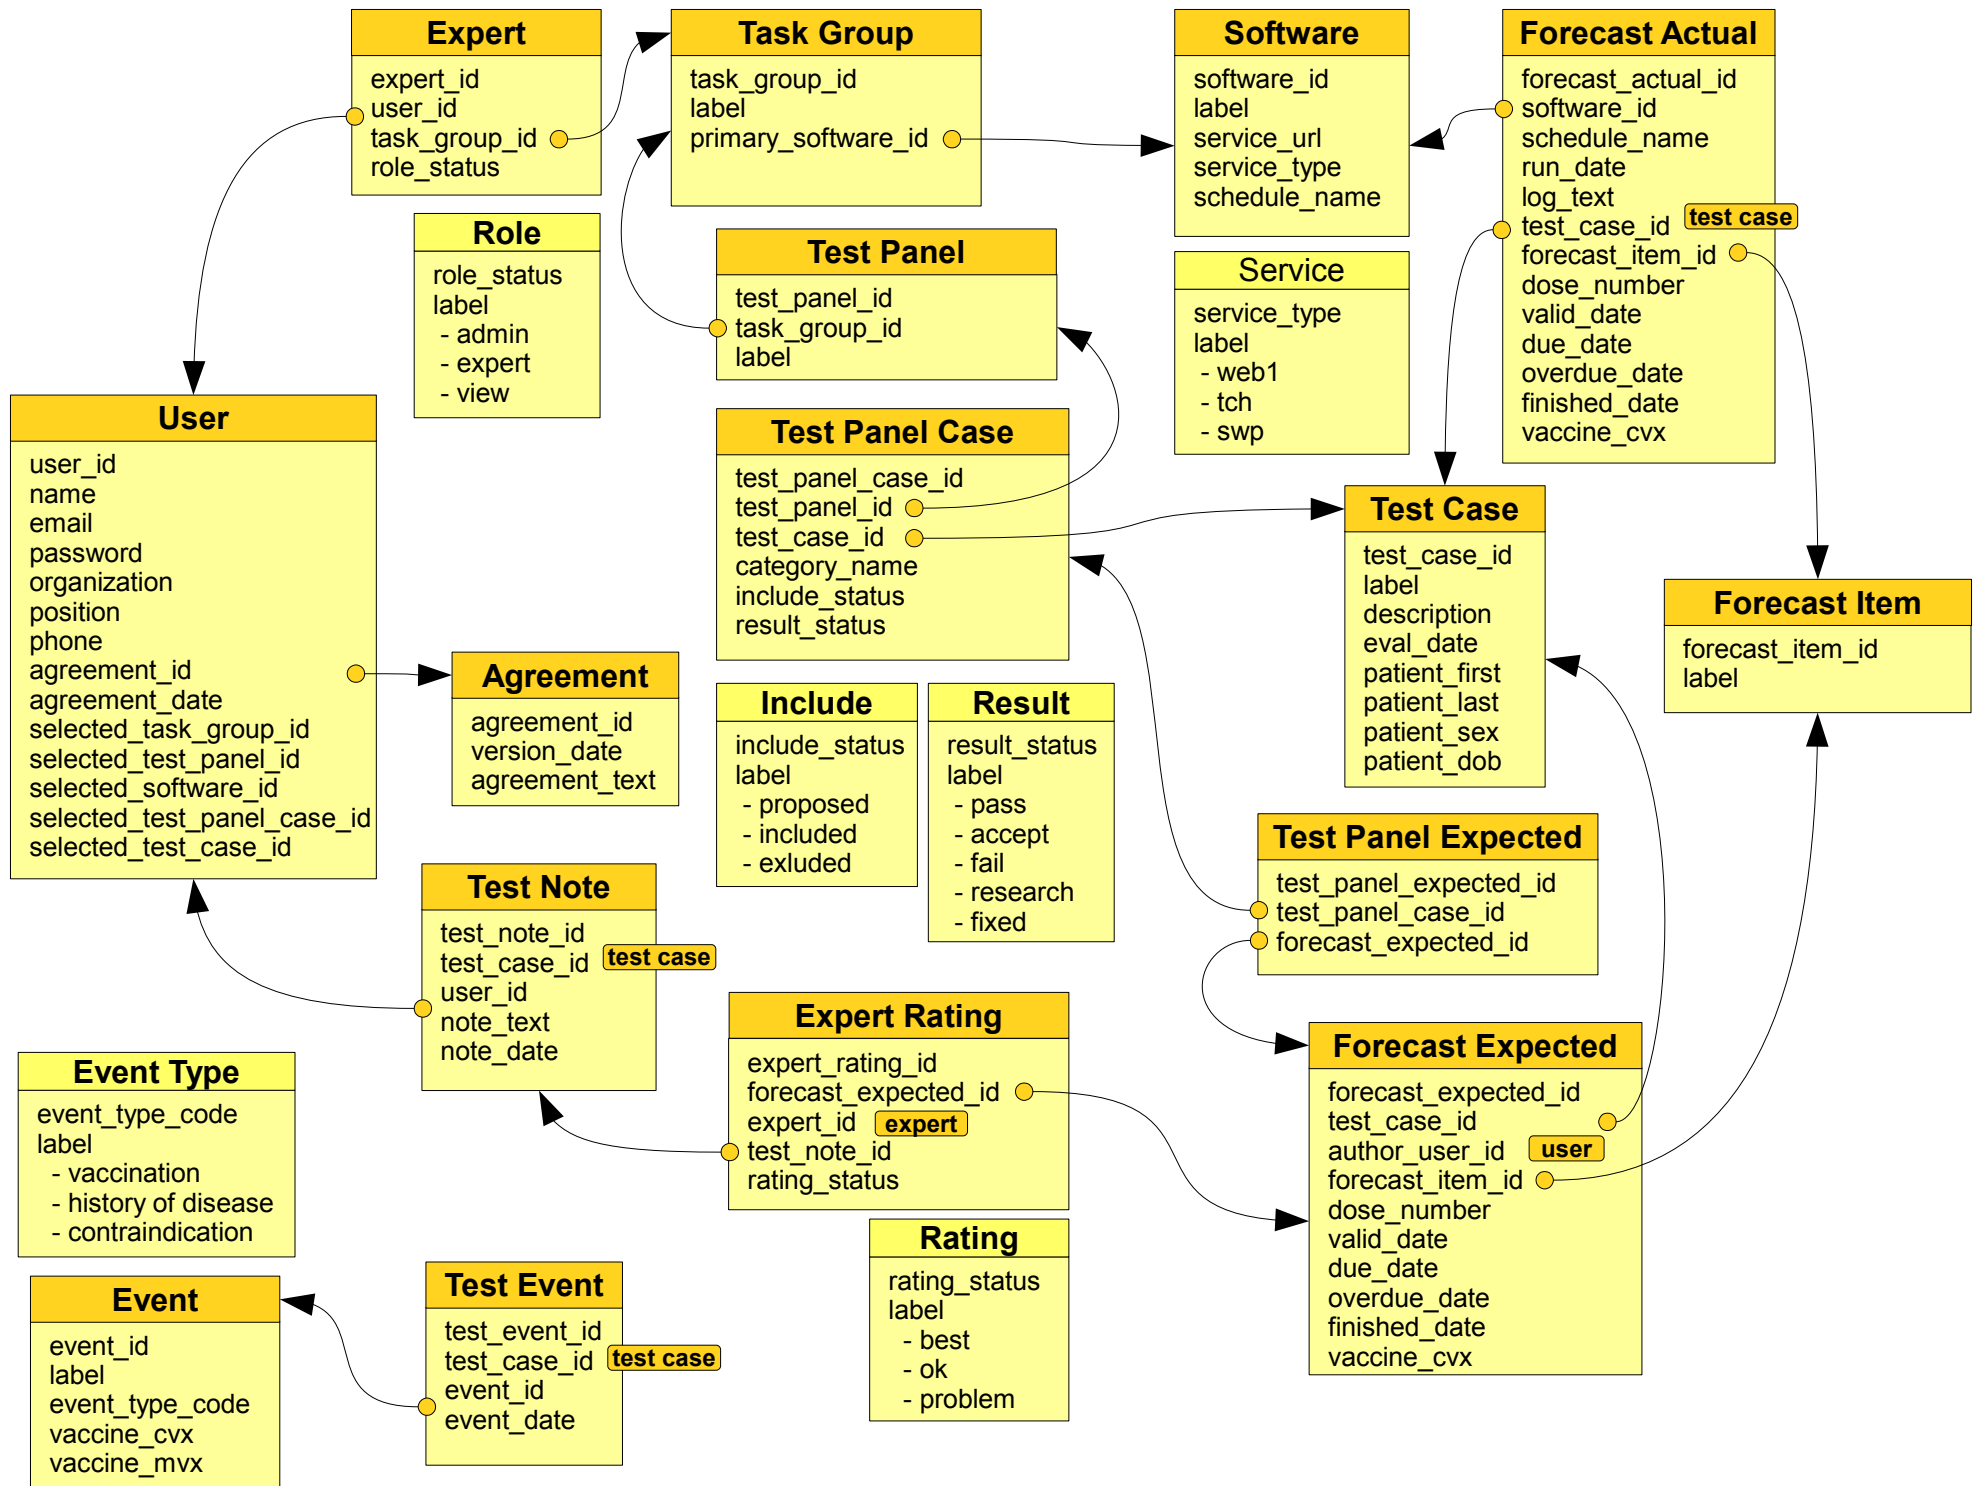 Expert
expert_id
user_id
task_group_id
role_status
Task Group
task_group_id
label
primary_software_id
Software
software_id
label
service_url
service_type
schedule_name
Forecast Actual
forecast_actual_id
software_id
schedule_name
run_date
log_text
test_case_id
test case
forecast_item_id
dose_number
valid_date
due_date
overdue_date
finished_date
vaccine_cvx
Role
role_status
label
- admin
- expert
- view
Test Panel
test_panel_id
task_group_id
label
Service
service_type
label
- web1
- tch
- swp
User
user_id
name
email
password
organization
position
phone
agreement_id
agreement_date
selected_task_group_id
selected_test_panel_id
selected_software_id
selected_test_panel_case_id
selected_test_case_id
Test Panel Case
test_panel_case_id
test_panel_id
test_case_id
category_name
include_status
result_status
Test Case
test_case_id
label
description
eval_date
patient_first
patient_last
patient_sex
patient_dob
Forecast Item
forecast_item_id
label
Agreement
agreement_id
version_date
agreement_text
Include
include_status
label
- proposed
- included
- exluded
Result
result_status
label
- pass
- accept
- fail
- research
- fixed
Test Panel Expected
test_panel_expected_id
test_panel_case_id
forecast_expected_id
Test Note
test_note_id
test_case_id
test case
user_id
note_text
note_date
Expert Rating
expert_rating_id
forecast_expected_id
expert_id
expert
test_note_id
rating_status
Forecast Expected
forecast_expected_id
test_case_id
author_user_id
user
forecast_item_id
dose_number
valid_date
due_date
overdue_date
finished_date
vaccine_cvx
Event Type
event_type_code
label
- vaccination
- history of disease
- contraindication
Rating
rating_status
label
- best
- ok
- problem
Event
event_id
label
event_type_code
vaccine_cvx
vaccine_mvx
Test Event
test_event_id
test_case_id
test case
event_id
event_date